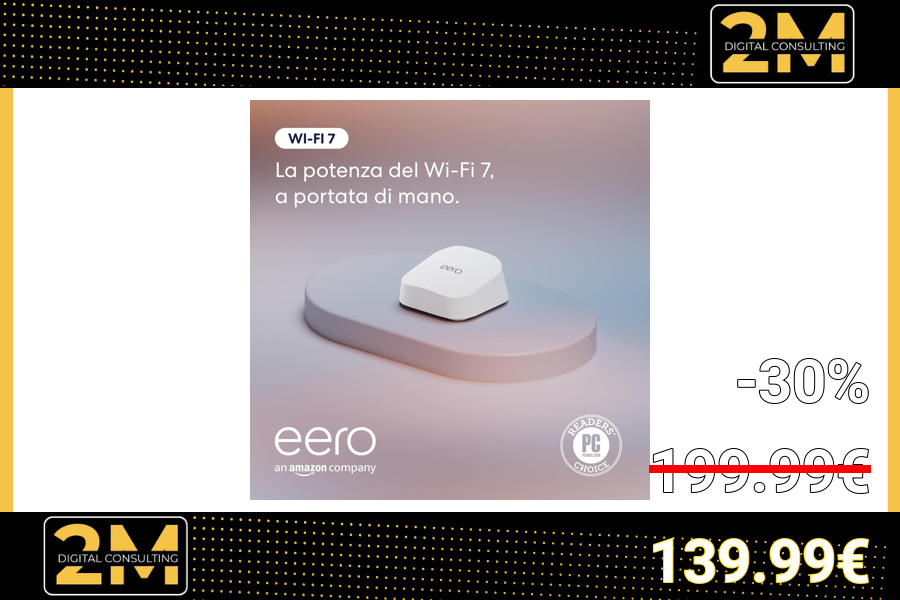 2M
DIGITAL CONSULTING
WI-FI 7
La potenza del Wi-Fi 7,
a portata di mano.
eero
-30%
eero
an amazon company
READERS'
PC
CHOICE
199.99€
2M
DIGITAL CONSULTING
139.99€